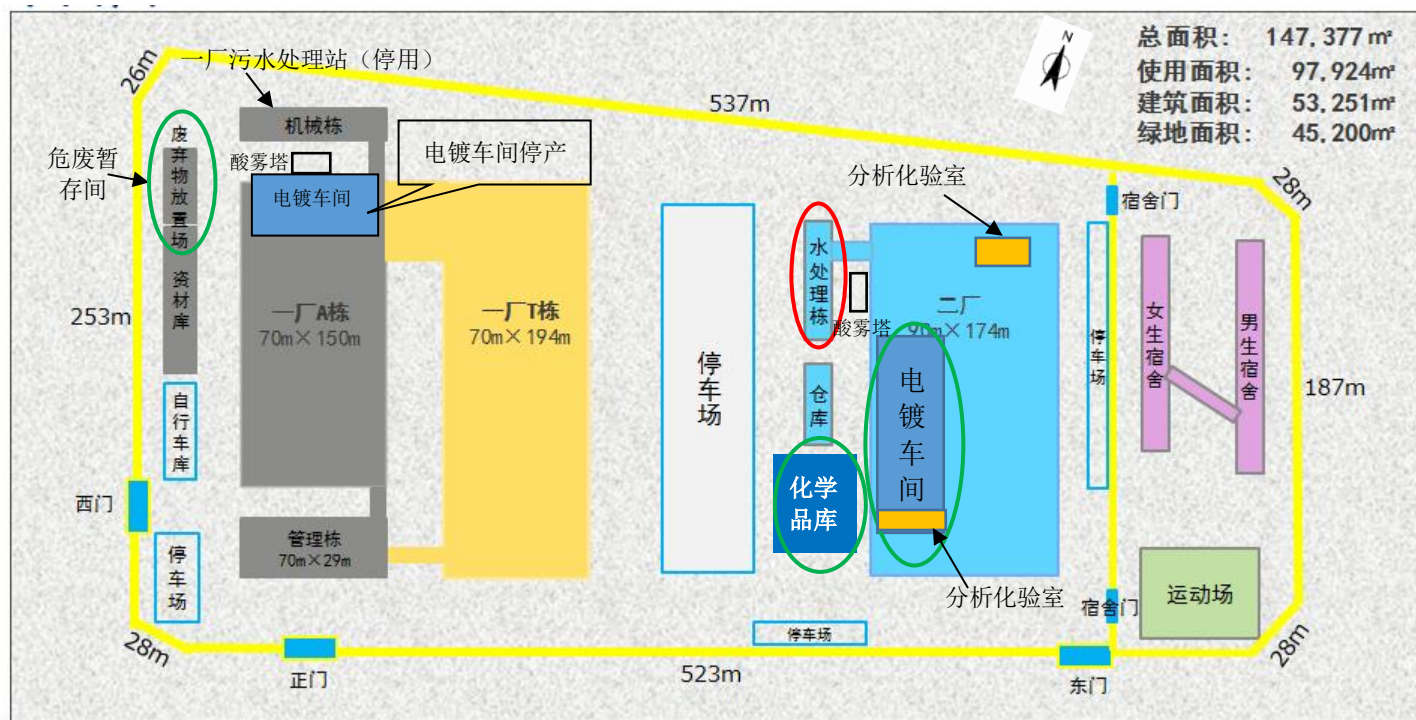 总面积： 147,377㎡
使用面积： 97,924㎡
建筑面积： 53,251㎡
绿地面积： 45,200㎡
N
26m
一厂污水处理站（停用）
537m
28m
废弃物放置场
危废暂
存间
机械栋
酸雾塔
电镀车间停产
电镀车间
分析化验室
宿舍门
水处理栋
酸雾塔
资材库
253m
一厂A栋
70m×150m
一厂T栋
70m×194m
二厂
90m×174m
停车场
女生宿舍
男生宿舍
187m
停车场
仓库
电镀车间
自行车库
化学
品库
西门
管理栋
70m×29m
停车场
分析化验室
宿舍门
运动场
停车场
28m
正门
523m
东门
28m